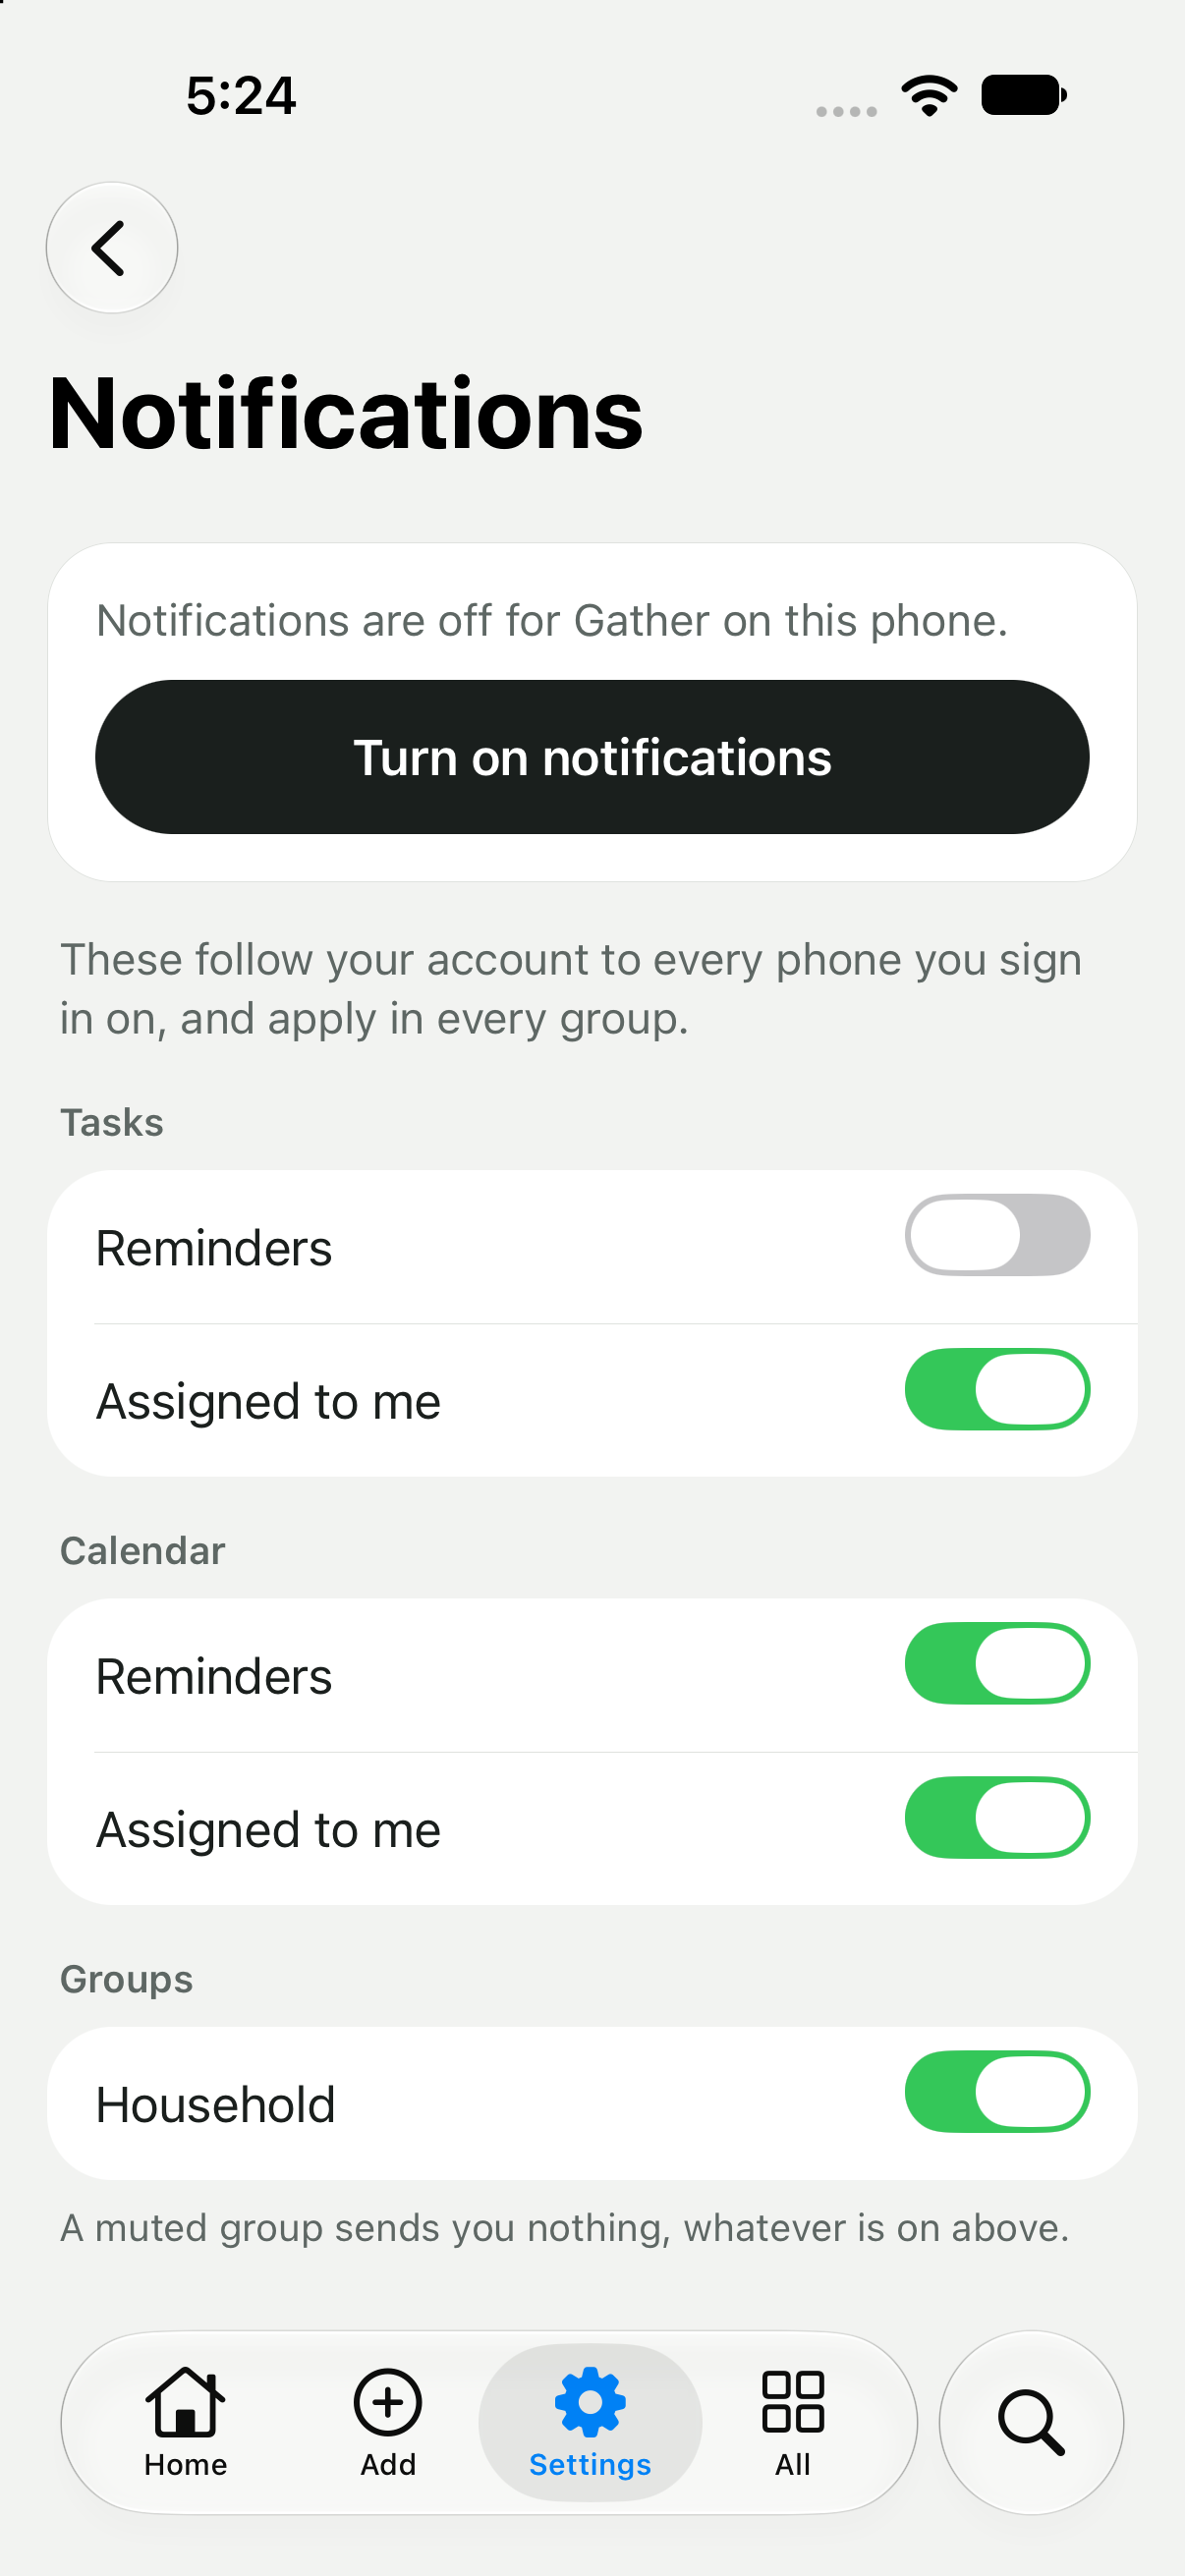 5:24
Notifications
Notifications are off for Gather on this phone.
Turn on notifications
These follow your account to every phone you sign
in on, and apply in every group.
Tasks
Reminders
Assigned to me
Calendar
Reminders
Assigned to me
Groups
Household
A muted group sends you nothing, whatever is on above.
Home
Add
Settings
All